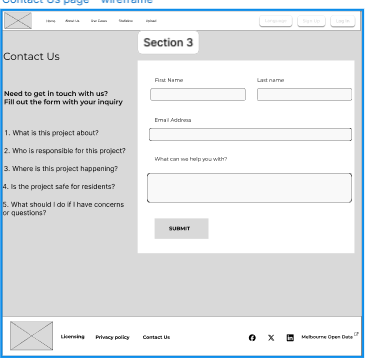 Contact Us page - wireframe
Home About Us Use Cases Statistics Upload Language Sign Up Log In
Section 3
Contact Us
First Name Last name
Need to get in touch with us?
Fill out the form with your inquiry
Email Address
1. What is this project about?
2. Who is responsible for this project?
What can we help you with?
3. Where is this project happening?
4. Is the project safe for residents?
5. What should I do if I have concerns
or questions?
SUBMIT
Licensing Privacy policy Contact Us Melbourne Open Data